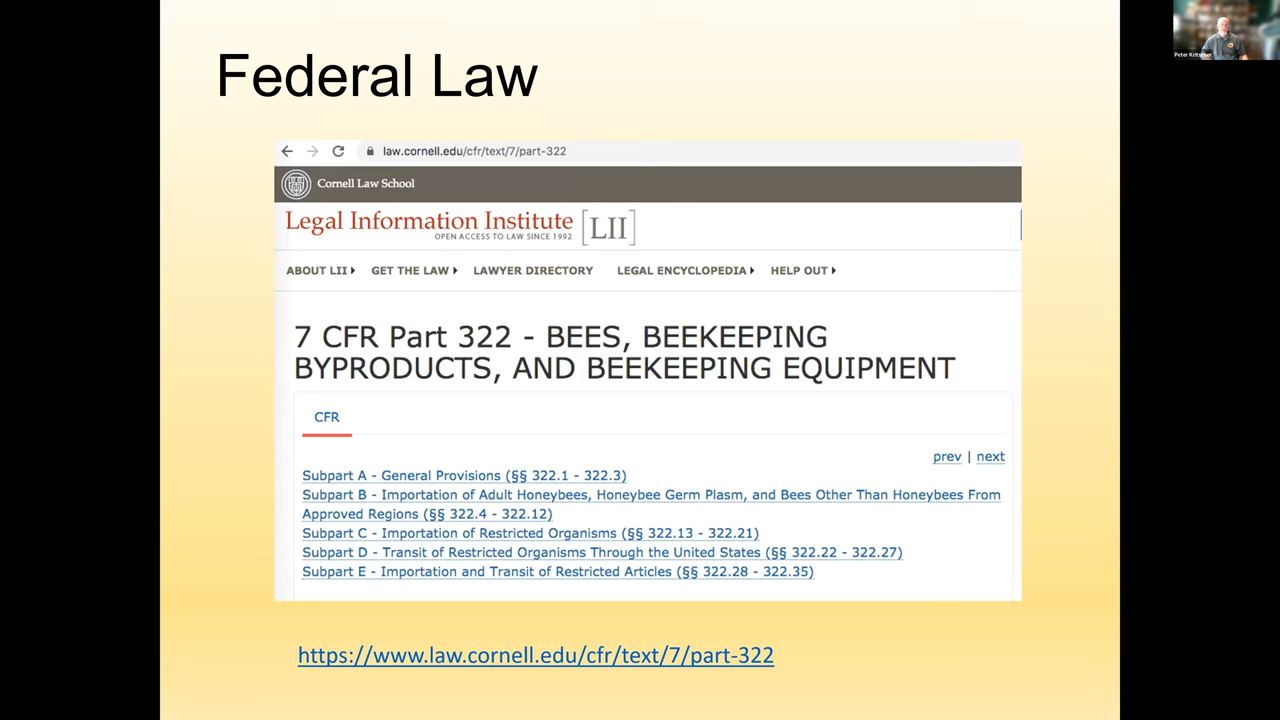 Federal Law
Peter Kritscher
law.cornell.edu/cfr/text/7/part-322
Cornell Law School
Legal Information Institute [LII]
OPEN ACCESS TO LAW SINCE 1992
ABOUT LII GET THE LAW LAWYER DIRECTORY LEGAL ENCYCLOPEDIA HELP OUT
7 CFR Part 322 - BEES, BEEKEEPING
BYPRODUCTS, AND BEEKEEPING EQUIPMENT
CFR
prev | next
Subpart A - General Provisions (§§ 322.1 - 322.3)
Subpart B - Importation of Adult Honeybees, Honeybee Germ Plasm, and Bees Other Than Honeybees From
Approved Regions (§§ 322.4 - 322.12)
Subpart C - Importation of Restricted Organisms (§§ 322.13 - 322.21)
Subpart D - Transit of Restricted Organisms Through the United States (§§ 322.22 - 322.27)
Subpart E - Importation and Transit of Restricted Articles (§§ 322.28 - 322.35)
https://www.law.cornell.edu/cfr/text/7/part-322